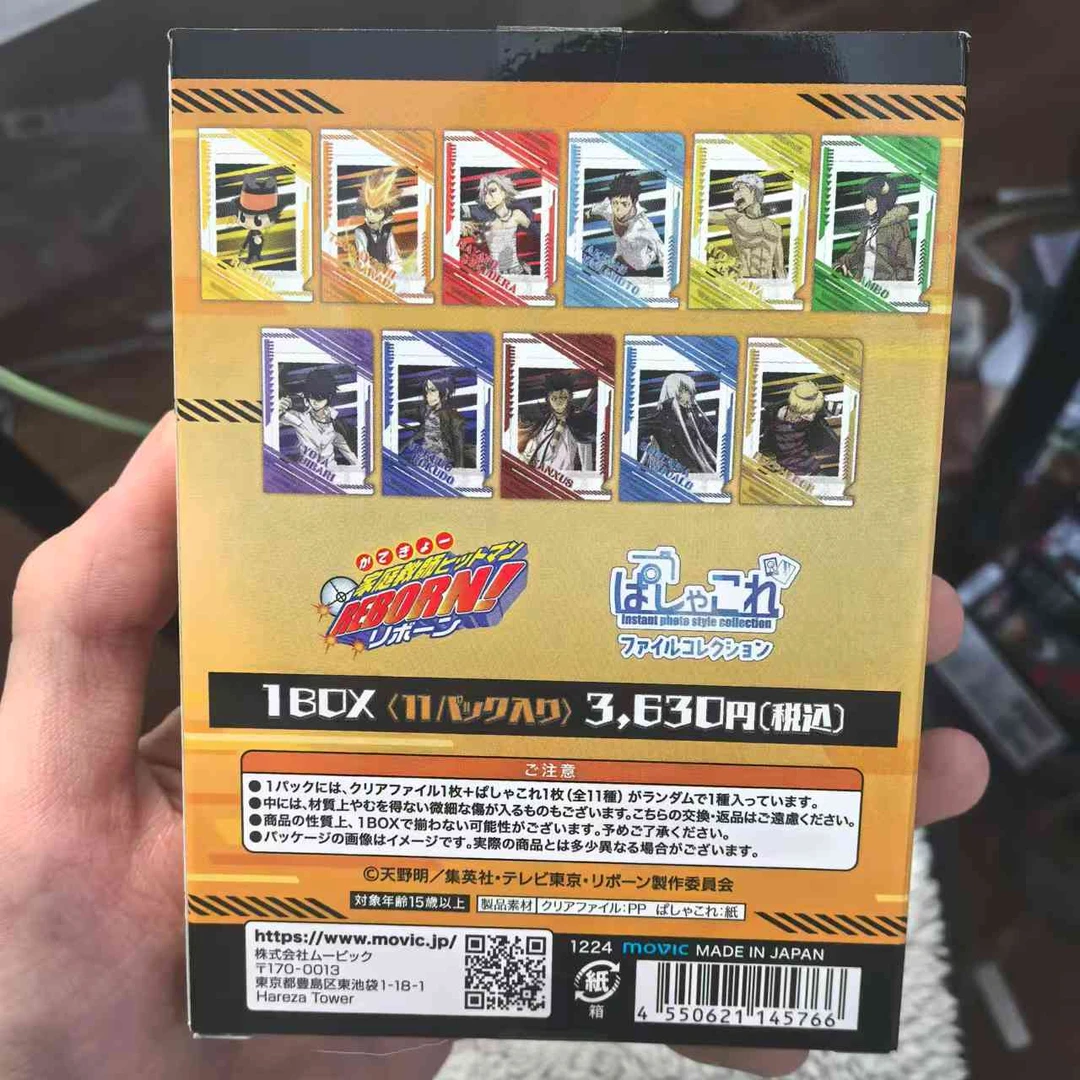 XANXUS
かてきょー
家庭教師ヒットマン
REBORN!
リボーン
ぱしゃこれ
Instant photo style collection
ファイルコレクション
1BOX〈11パック入り〉3,630円(税込)
ご注意
●1パックには、クリアファイル1枚+ぱしゃこれ1枚(全11種)がランダムで1種入っています。
●中には、材質上やむを得ない微細な傷が入るものもございます。こちらの交換・返品はご遠慮ください。
●商品の性質上、1BOXで揃わない可能性がございます。予めご了承ください。
●パッケージの画像はイメージです。実際の商品とは多少異なる場合がございます。
©天野明/集英社・テレビ東京・リボーン製作委員会
対象年齢15歳以上 製品素材 クリアファイル:PP ぱしゃこれ:紙
https://www.movic.jp/
株式会社ムービック
〒170-0013
東京都豊島区東池袋1-18-1
Hareza Tower
1224 movic MADE IN JAPAN
紙
箱
4 550621 145766